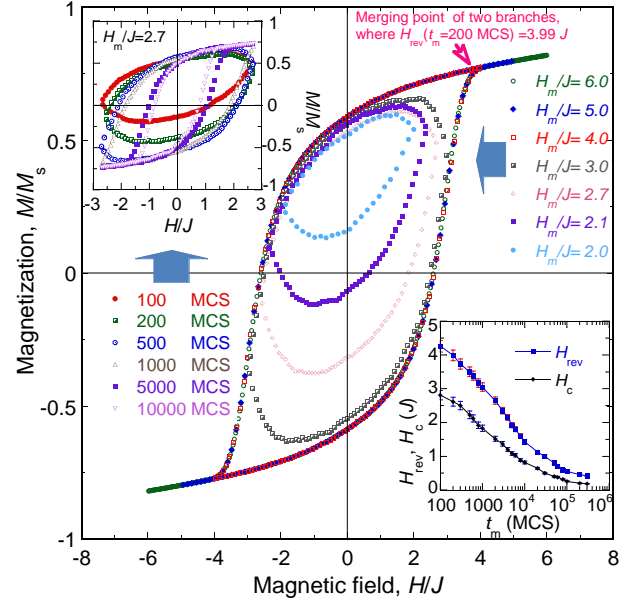 Merging point of two branches,
where H_rev(t_m=200 MCS) =3.99 J
H_m/J=2.7
0.5
0
-0.5
M/M_s
-3 -2 -1 0 1 2 3
H/J
H_m/J= 6.0
H_m/J= 5.0
H_m/J= 4.0
H_m/J= 3.0
H_m/J= 2.7
H_m/J= 2.1
H_m/J= 2.0
100 MCS
200 MCS
500 MCS
1000 MCS
5000 MCS
10000 MCS
H_rev
H_c
5
4
3
2
1
0
H_rev, H_c (J)
100 1000 10^4 10^5 10^6
t_m (MCS)
1
0.5
0
-0.5
-1
Magnetization, M/M_s
-8 -6 -4 -2 0 2 4 6 8
Magnetic field, H/J